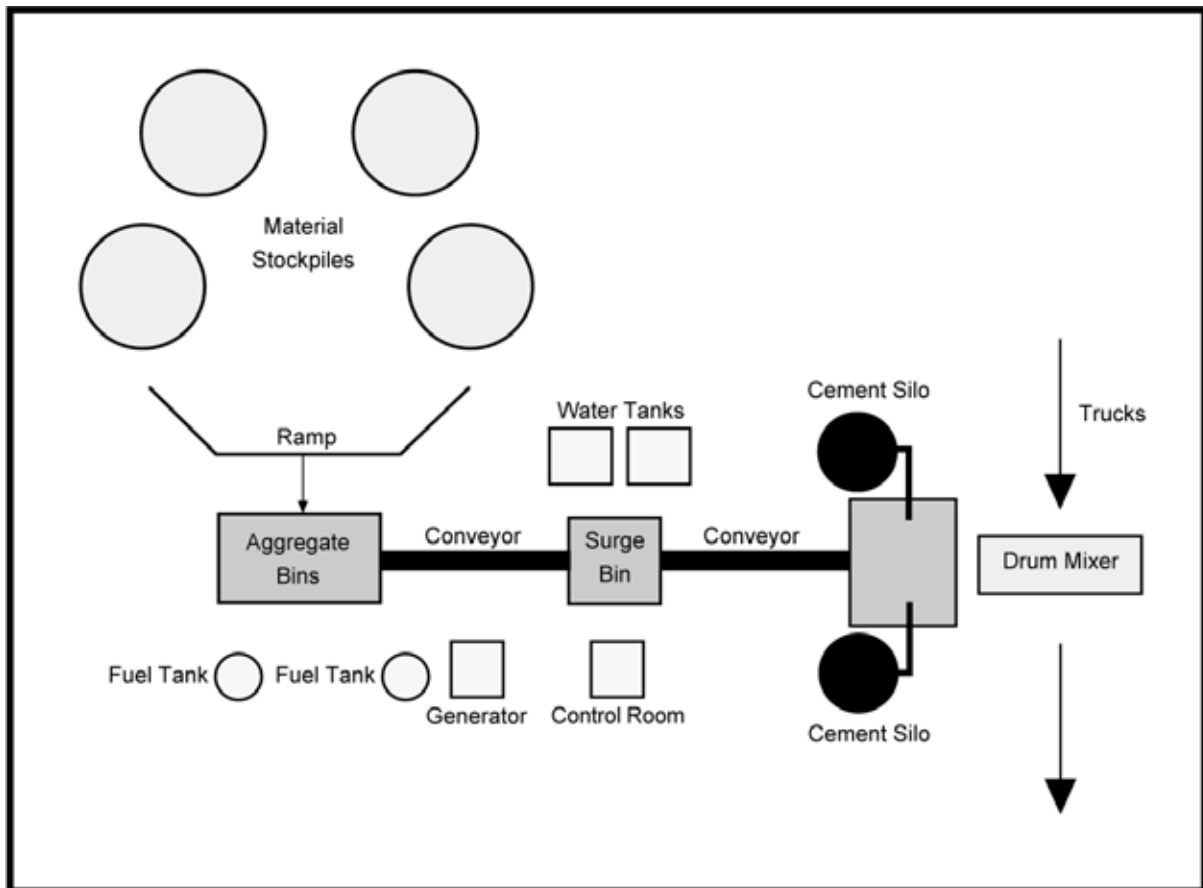 Material
Stockpiles
Ramp
Water Tanks
Cement Silo
Trucks
Aggregate
Bins
Conveyor
Surge
Bin
Conveyor
Drum Mixer
Fuel Tank
Fuel Tank
Generator
Control Room
Cement Silo